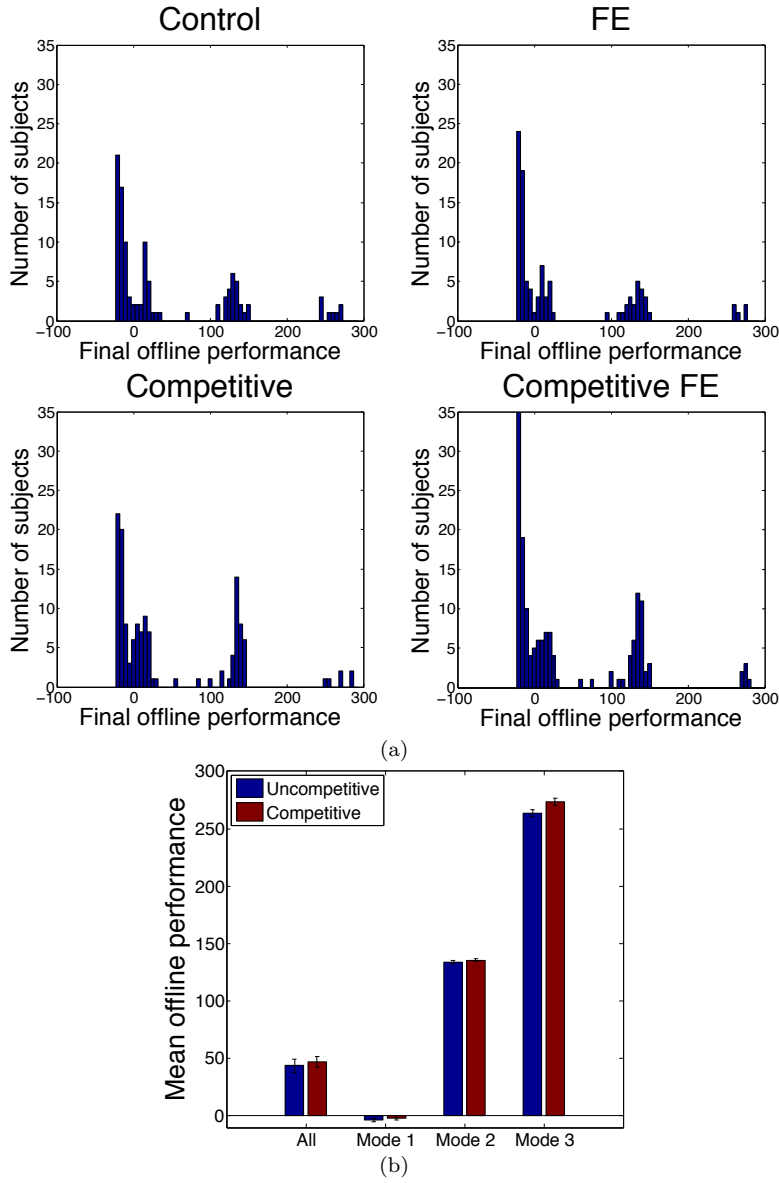 Control
FE
Number of subjects
35
30
25
20
15
10
5
0
−100
0
100
200
300
Final offline performance
Number of subjects
35
30
25
20
15
10
5
0
−100
0
100
200
300
Final offline performance
Competitive
Competitive FE
Number of subjects
35
30
25
20
15
10
5
0
−100
0
100
200
300
Final offline performance
Number of subjects
35
30
25
20
15
10
5
0
−100
0
100
200
300
Final offline performance
(a)
Mean offline performance
300
250
200
150
100
50
0
Uncompetitive
Competitive
All
Mode 1
Mode 2
Mode 3
(b)